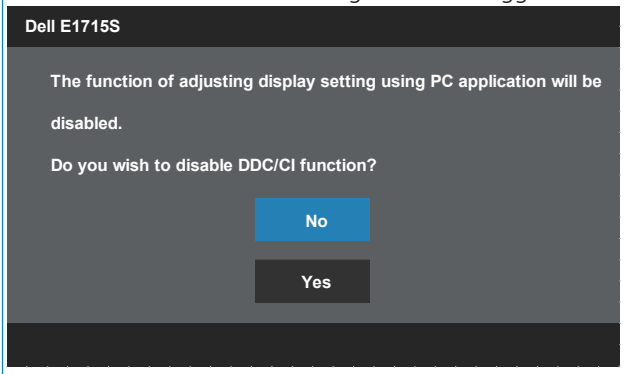 Dell E1715S
The function of adjusting display setting using PC application will be
disabled.
Do you wish to disable DDC/CI function?
No
Yes